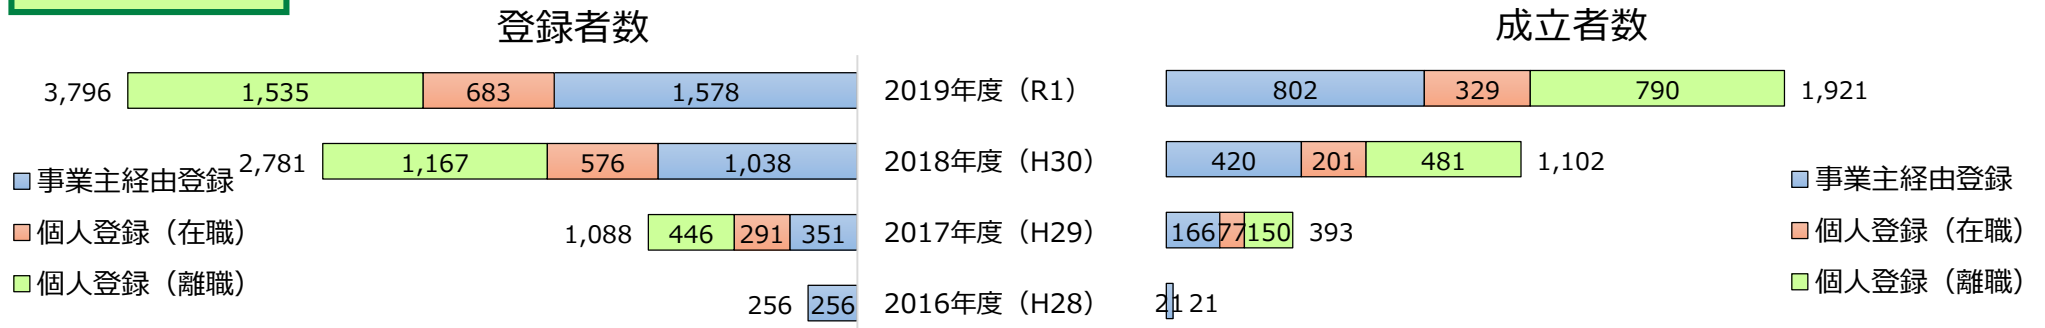 登録者数
成立者数
3,796 1,535 683 1,578 2019年度（R1） 802 329 790 1,921
2,781 1,167 576 1,038 2018年度（H30） 420 201 481 1,102
1,088 446 291 351 2017年度（H29） 166 77 150 393
256 256 2016年度（H28） 21 21
事業主経由登録
個人登録（在職）
個人登録（離職）
事業主経由登録
個人登録（在職）
個人登録（離職）